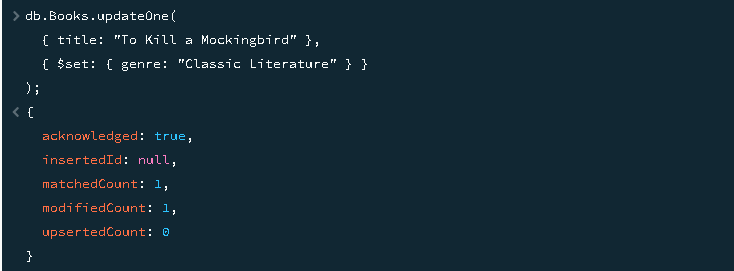 > db.Books.updateOne(
{ title: "To Kill a Mockingbird" },
{ $set: { genre: "Classic Literature" } }
);
< {
acknowledged: true,
insertedId: null,
matchedCount: 1,
modifiedCount: 1,
upsertedCount: 0
}